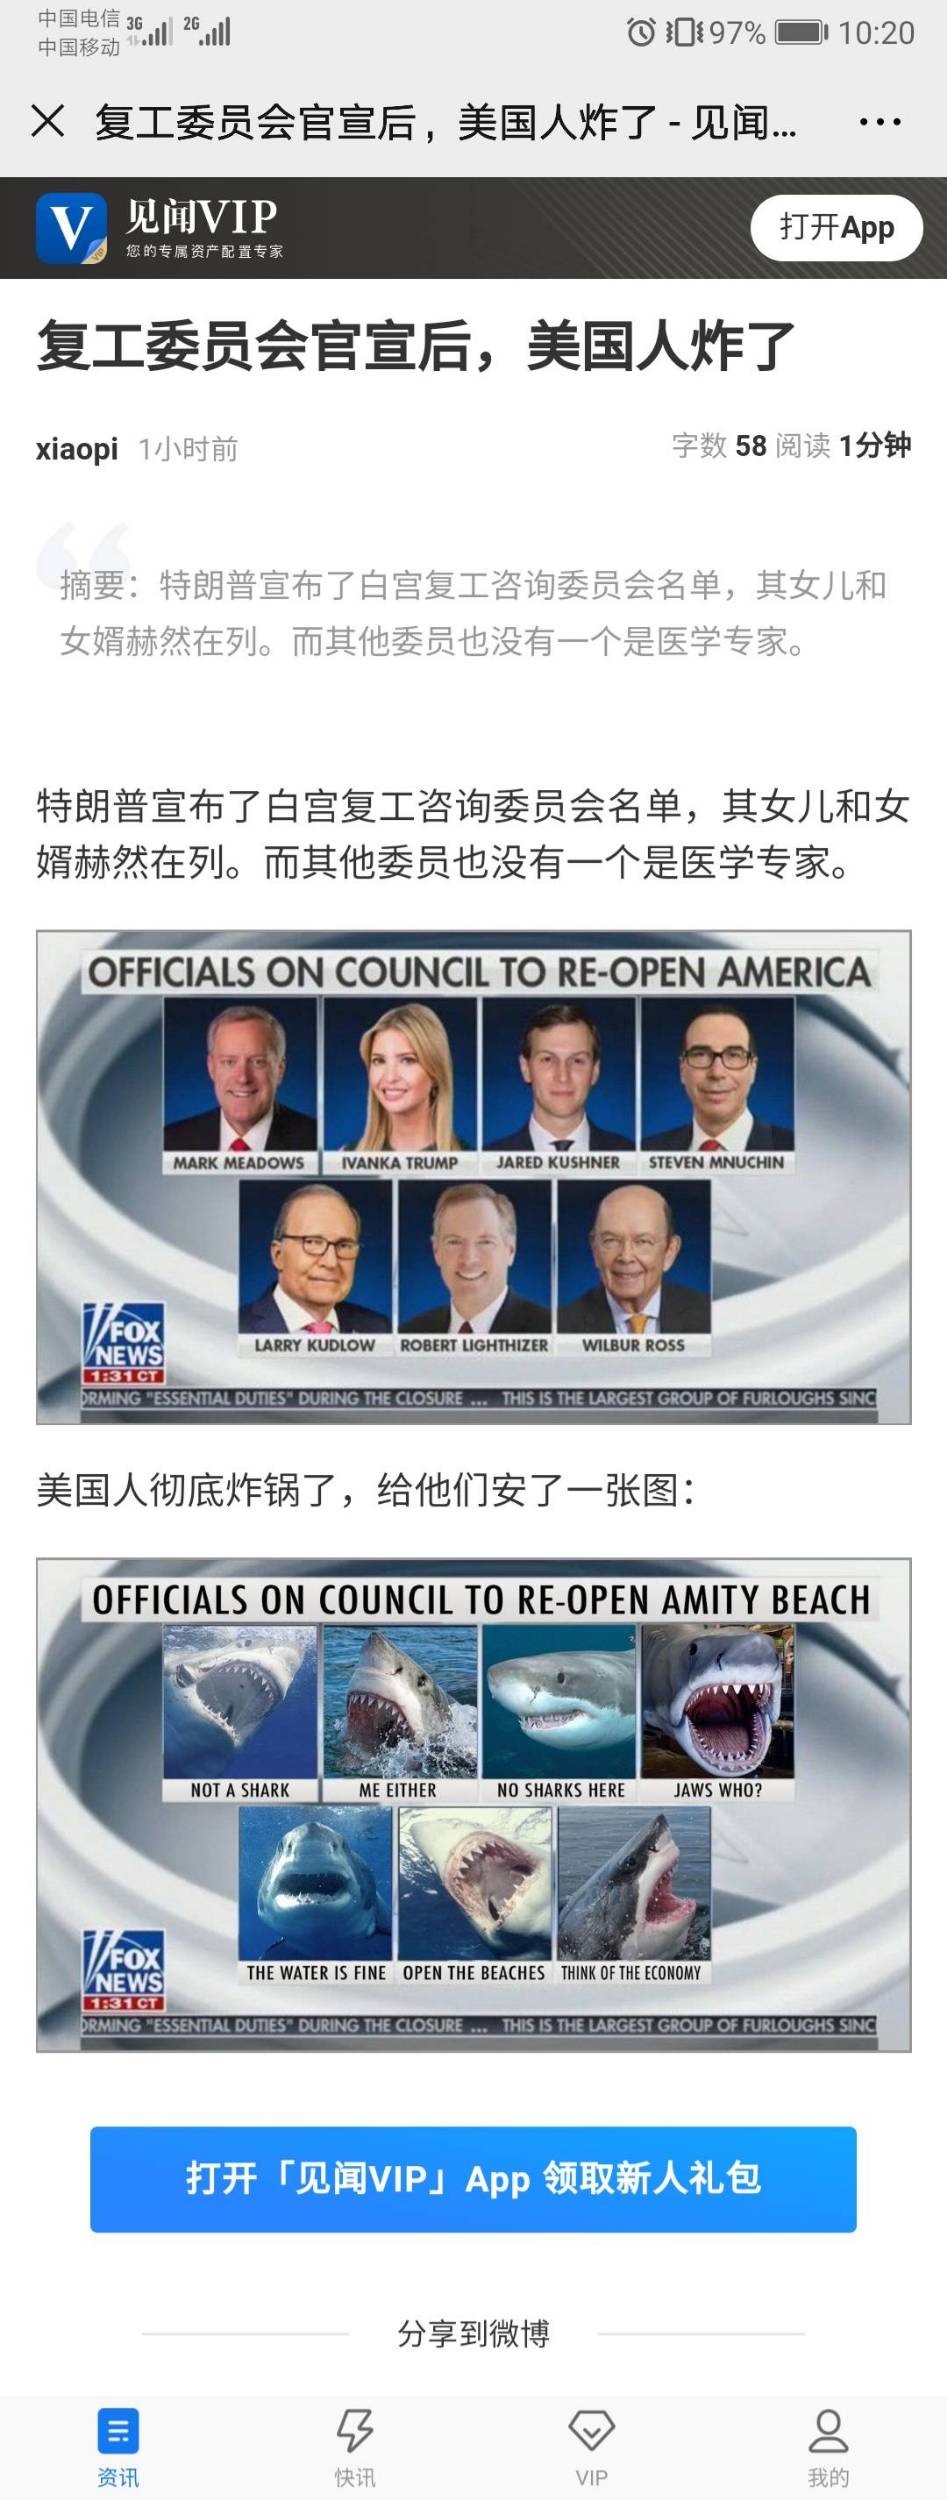 中国电信 3G 2G 97% 10:20
中国移动
复工委员会官宣后，美国人炸了 - 见闻...
V 见闻VIP
VIP 您的专属资产配置专家
打开App
复工委员会官宣后，美国人炸了
xiaopi 1小时前 字数 58 阅读 1分钟
摘要：特朗普宣布了白宫复工咨询委员会名单，其女儿和
女婿赫然在列。而其他委员也没有一个是医学专家。
特朗普宣布了白宫复工咨询委员会名单，其女儿和女
婿赫然在列。而其他委员也没有一个是医学专家。
OFFICIALS ON COUNCIL TO RE-OPEN AMERICA
MARK MEADOWS IVANKA TRUMP JARED KUSHNER STEVEN MNUCHIN
LARRY KUDLOW ROBERT LIGHTHIZER WILBUR ROSS
FOX
NEWS
1:31 CT
ORMING "ESSENTIAL DUTIES" DURING THE CLOSURE ... THIS IS THE LARGEST GROUP OF FURLOUGHS SINC
美国人彻底炸锅了，给他们安了一张图：
OFFICIALS ON COUNCIL TO RE-OPEN AMITY BEACH
NOT A SHARK ME EITHER NO SHARKS HERE JAWS WHO?
THE WATER IS FINE OPEN THE BEACHES THINK OF THE ECONOMY
FOX
NEWS
1:31 CT
ORMING "ESSENTIAL DUTIES" DURING THE CLOSURE ... THIS IS THE LARGEST GROUP OF FURLOUGHS SINC
打开「见闻VIP」App 领取新人礼包
分享到微博
资讯 快讯 VIP 我的